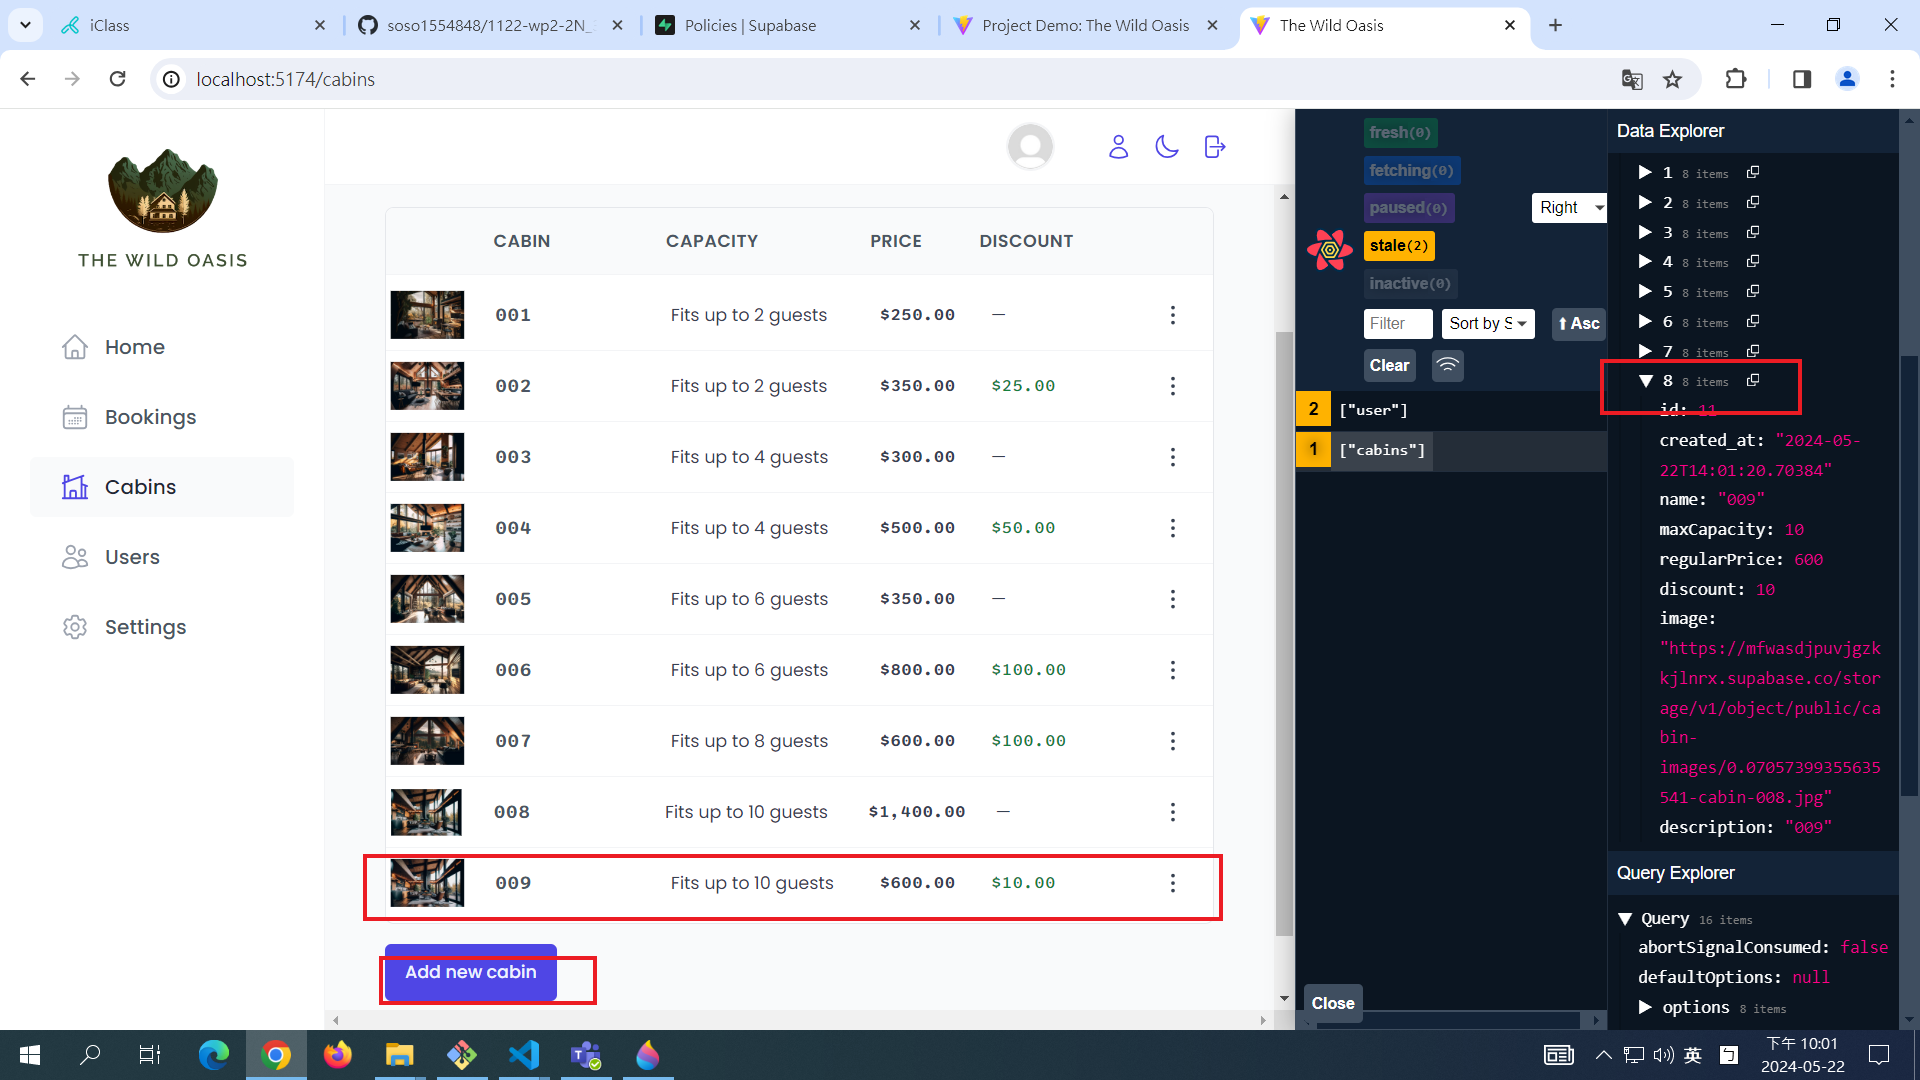 iClass
soso1554848/1122-wp2-2N_
Policies | Supabase
Project Demo: The Wild Oasis
The Wild Oasis
localhost:5174/cabins
THE WILD OASIS
Home
Bookings
Cabins
Users
Settings
CABIN CAPACITY PRICE DISCOUNT
001 Fits up to 2 guests $250.00 —
002 Fits up to 2 guests $350.00 $25.00
003 Fits up to 4 guests $300.00 —
004 Fits up to 4 guests $500.00 $50.00
005 Fits up to 6 guests $350.00 —
006 Fits up to 6 guests $800.00 $100.00
007 Fits up to 8 guests $600.00 $100.00
008 Fits up to 10 guests $1,400.00 —
009 Fits up to 10 guests $600.00 $10.00
Add new cabin
fresh(0)
fetching(0)
paused(0)
Right
stale(2)
inactive(0)
Filter Sort by S Asc
Clear
2 ["user"]
1 ["cabins"]
Close
Data Explorer
1 8 items
2 8 items
3 8 items
4 8 items
5 8 items
6 8 items
7 8 items
8 8 items
id: 11
created_at: "2024-05-
22T14:01:20.70384"
name: "009"
maxCapacity: 10
regularPrice: 600
discount: 10
image:
"https://mfwasdjpuvjgzk
kjlnrx.supabase.co/stor
age/v1/object/public/ca
bin-
images/0.07057399355635
541-cabin-008.jpg"
description: "009"
Query Explorer
Query 16 items
abortSignalConsumed: false
defaultOptions: null
options 8 items
英
ㄅ
下午 10:01
2024-05-22